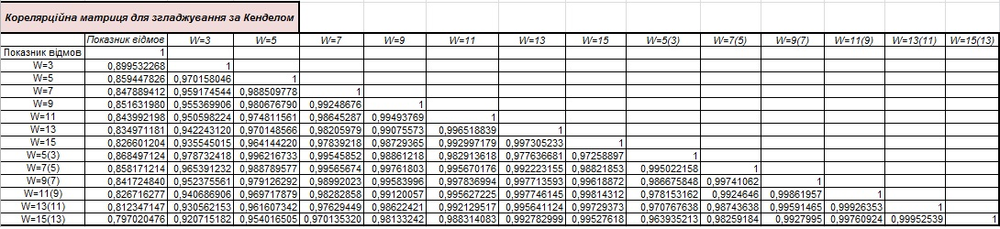 Корелярційна матриця для згладжування за Кенделом
Показник відмов W=3 W=5 W=7 W=9 W=11 W=13 W=15 W=5(3) W=7(5) W=9(7) W=11(9) W=13(11) W=15(13)
Показник відмов 1
W=3 0,899532268 1
W=5 0,859447826 0,970158046 1
W=7 0,847889412 0,959174544 0,988509778 1
W=9 0,851631980 0,955369906 0,980676790 0,99248676 1
W=11 0,843992198 0,950598224 0,974811561 0,98645287 0,99493769 1
W=13 0,834971181 0,942243120 0,970148566 0,98205979 0,99075573 0,996518839 1
W=15 0,826601204 0,935545015 0,964144220 0,97839218 0,98729365 0,992997179 0,997305233 1
W=5(3) 0,868497124 0,978732418 0,996216733 0,99545852 0,98861218 0,982913618 0,977636681 0,97258897 1
W=7(5) 0,858171214 0,965391232 0,988789577 0,99565674 0,99761803 0,995670176 0,992223155 0,98821853 0,995022158 1
W=9(7) 0,841724840 0,952375561 0,979126292 0,98992023 0,99583996 0,997836994 0,997713593 0,99618872 0,986675848 0,99741062 1
W=11(9) 0,826716277 0,940686906 0,969717879 0,98282858 0,99120057 0,995627225 0,997746145 0,99814312 0,978153162 0,9924646 0,99861957 1
W=13(11) 0,812347147 0,930562153 0,961607342 0,97629449 0,98622421 0,992129517 0,995641124 0,99729373 0,970767638 0,98743638 0,99591465 0,99926353 1
W=15(13) 0,797020476 0,920715182 0,954016505 0,970135320 0,98133242 0,988314083 0,992782999 0,99527618 0,963935213 0,98259184 0,9927995 0,99760924 0,99952539 1